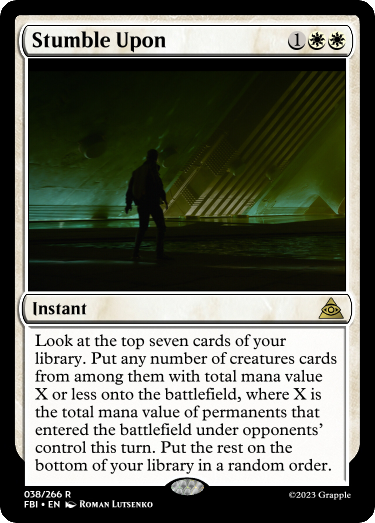 Stumble Upon 1
Instant
Look at the top seven cards of your
library. Put any number of creatures cards
from among them with total mana value
X or less onto the battlefield, where X is
the total mana value of permanents that
entered the battlefield under opponents'
control this turn. Put the rest on the
bottom of your library in a random order.
038/266 R
FBI • EN Roman Lutsenko
©2023 Grapple